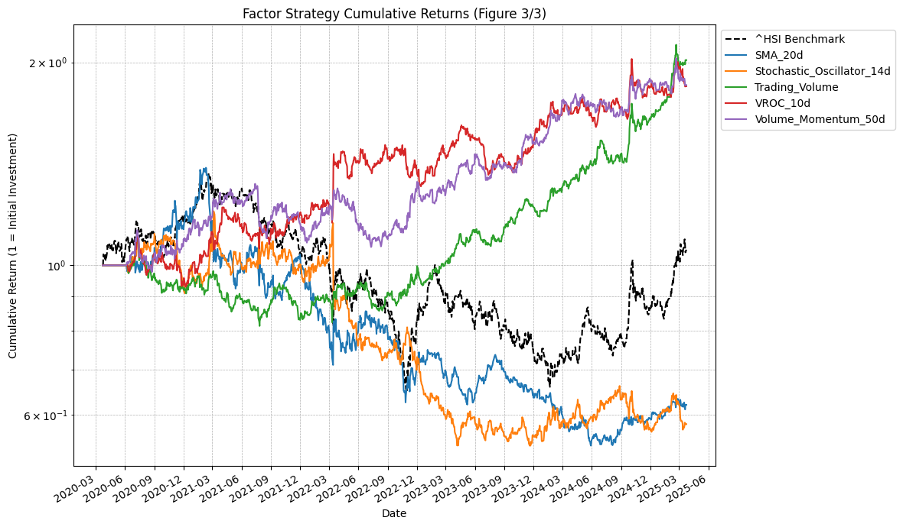 Factor Strategy Cumulative Returns (Figure 3/3)
Cumulative Return (1 = Initial Investment)
2 × 10⁰
10⁰
6 × 10⁻¹
2020-03
2020-06
2020-09
2020-12
2021-03
2021-06
2021-09
2021-12
2022-03
2022-06
2022-09
2022-12
2023-03
2023-06
2023-09
2023-12
2024-03
2024-06
2024-09
2024-12
2025-03
2025-06
Date
^HSI Benchmark
SMA_20d
Stochastic_Oscillator_14d
Trading_Volume
VROC_10d
Volume_Momentum_50d